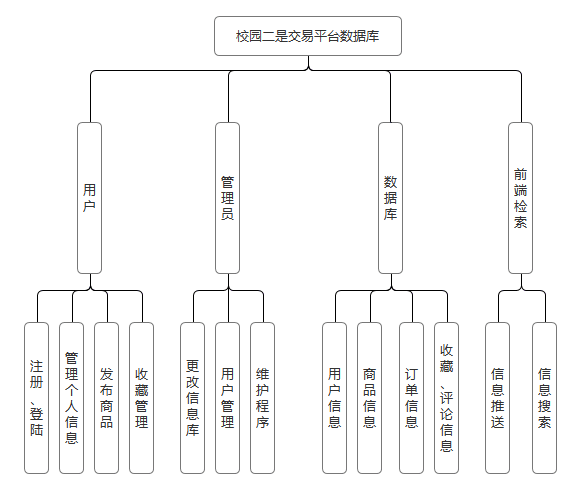 校园二是交易平台数据库
用户
管理员
数据库
前端检索
注册、登陆
管理个人信息
发布商品
收藏管理
更改信息库
用户管理
维护程序
用户信息
商品信息
订单信息
收藏、评论信息
信息推送
信息搜索